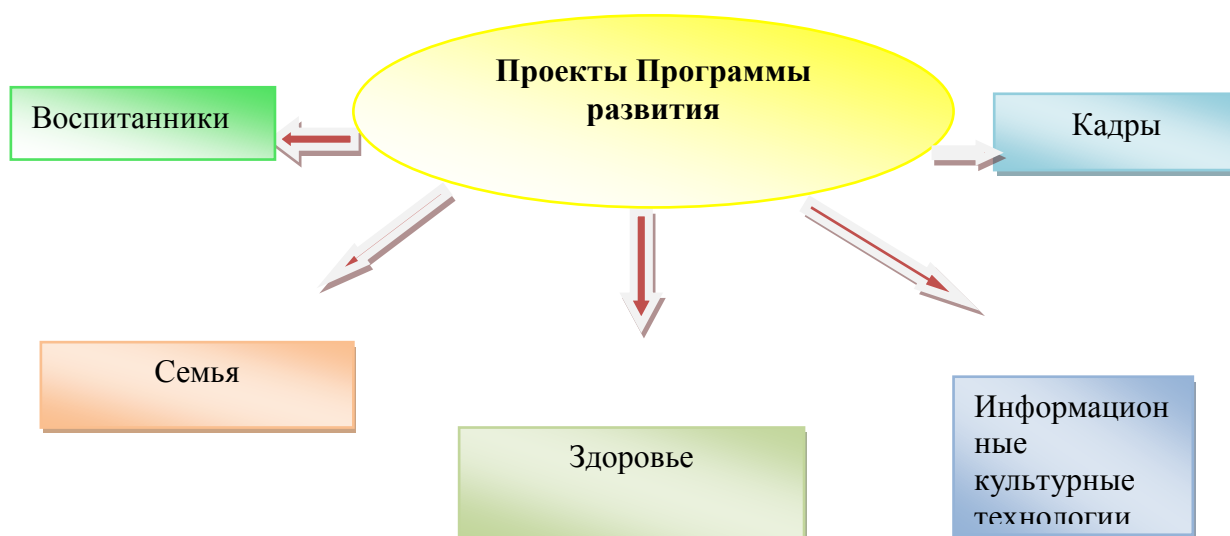 Проекты Программы
развития
Воспитанники
Кадры
Семья
Здоровье
Информацион
ные
культурные
технологии